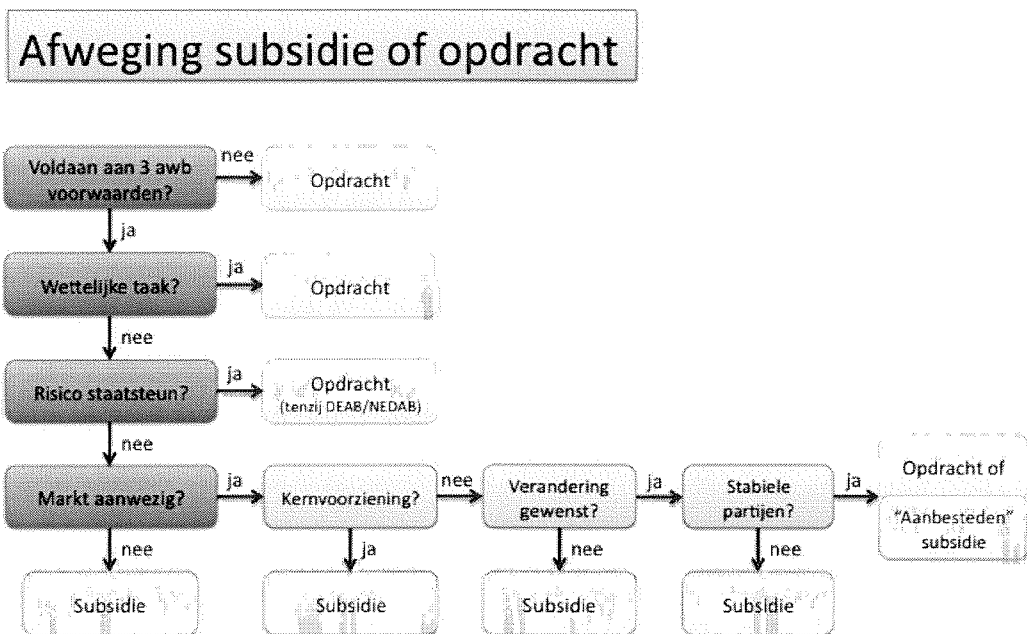 Afweging subsidie of opdracht
Voldaan aan 3 awb
voorwaarden?
nee
Opdracht
ja
Wettelijke taak?
ja
Opdracht
nee
Risico staatsteun?
ja
Opdracht
(tenzij DEAB/NEDAB)
nee
Markt aanwezig?
ja
Kernvoorziening?
nee
Verandering
gewenst?
ja
Stabiele
partijen?
ja
Opdracht of
"Aanbesteden"
subsidie
nee
ja
nee
nee
Subsidie
Subsidie
Subsidie
Subsidie